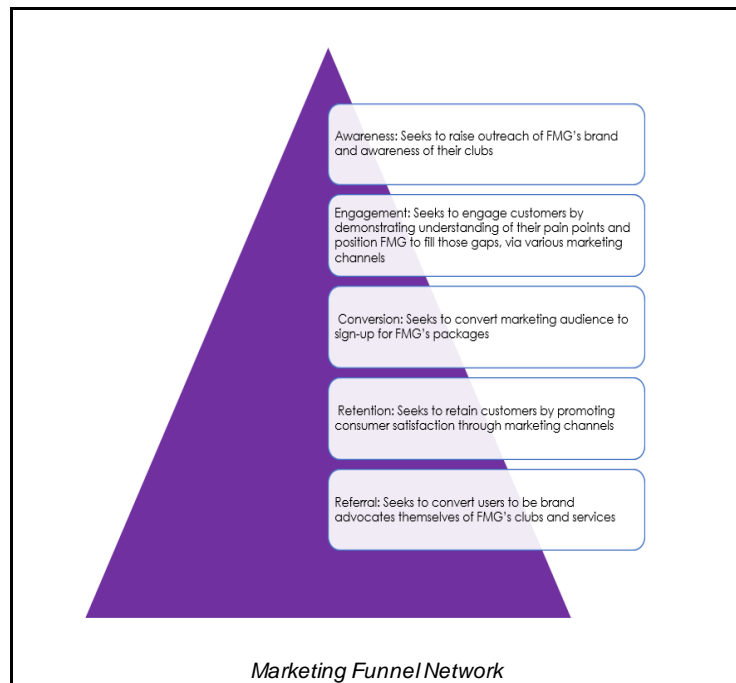 Awareness: Seeks to raise outreach of FMG's brand
and awareness of their clubs
Engagement: Seeks to engage customers by
demonstrating understanding of their pain points and
position FMG to fill those gaps, via various marketing
channels
Conversion: Seeks to convert marketing audience to
sign-up for FMG's packages
Retention: Seeks to retain customers by promoting
consumer satisfaction through marketing channels
Referral: Seeks to convert users to be brand
advocates themselves of FMG's clubs and services
Marketing Funnel Network